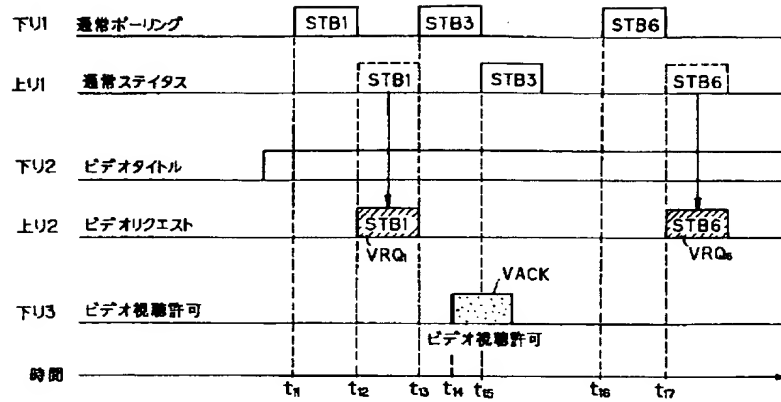 下り1 通常ポーリング STB1 STB3 STB6
上り1 通常ステイタス STB1 STB3 STB6
下り2 ビデオタイトル
上り2 ビデオリクエスト STB1 STB6
VRQ₁ VRQ₆
VACK
下り3 ビデオ視聴許可
ビデオ視聴許可
時間 t₁₁ t₁₂ t₁₃ t₁₄ t₁₅ t₁₆ t₁₇